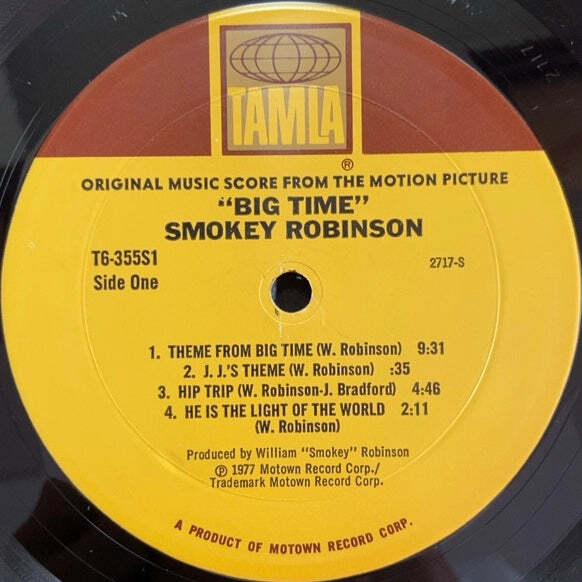 TAMLA
®
ORIGINAL MUSIC SCORE FROM THE MOTION PICTURE
"BIG TIME"
SMOKEY ROBINSON
T6-355S1
Side One
2717-S
1. THEME FROM BIG TIME (W. Robinson) 9:31
2. J. J.'S THEME (W. Robinson) :35
3. HIP TRIP (W. Robinson-J. Bradford) 4:46
4. HE IS THE LIGHT OF THE WORLD 2:11
(W. Robinson)
Produced by William "Smokey" Robinson
℗ 1977 Motown Record Corp./
Trademark Motown Record Corp.
A PRODUCT OF MOTOWN RECORD CORP.